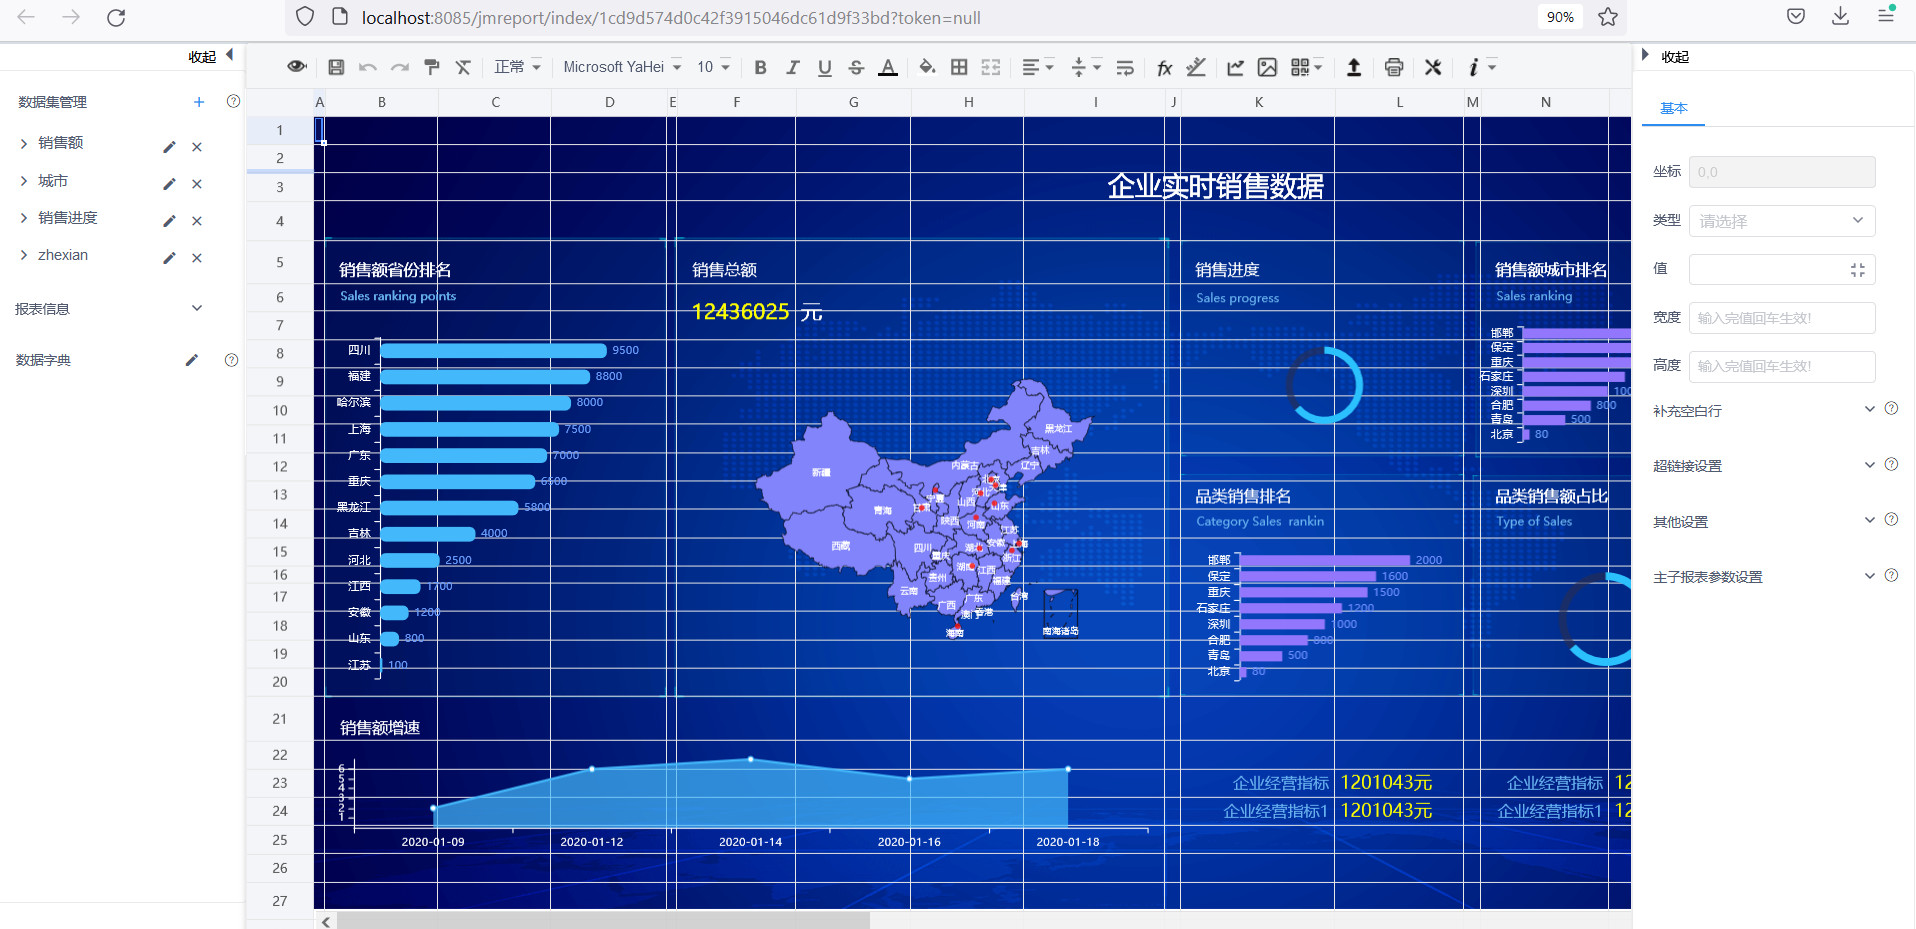 localhost:8085/jmreport/index/1cd9d574d0c42f3915046dc61d9f33bd?token=null
90%
收起
正常
Microsoft YaHei
10
收起
数据集管理
销售额
城市
销售进度
zhexian
报表信息
数据字典
A B C D E F G H I J K L M N
1
2
3
4
5
6
7
8
9
10
11
12
13
14
15
16
17
18
19
20
21
22
23
24
25
26
27
企业实时销售数据
销售额省份排名
Sales ranking points
四川 9500
福建 8800
哈尔滨 8000
上海 7500
广东 7000
重庆 6500
黑龙江 5800
吉林 4000
河北 2500
江西 1700
安徽 1200
山东 800
江苏 100
销售总额
12436025 元
黑龙江
吉林
内蒙古
辽宁
新疆
北京
河北
宁夏
山西
甘肃
山东
青海
陕西
河南
江苏
西藏
四川
湖北
安徽
上海
重庆
浙江
湖南
江西
贵州
福建
云南
广西
广东
台湾
澳门
香港
海南
南海诸岛
销售进度
Sales progress
销售额城市排名
Sales ranking
邯郸
保定
重庆
石家庄
深圳 100
合肥 800
青岛 500
北京 80
品类销售排名
Category Sales rankin
邯郸 2000
保定 1600
重庆 1500
石家庄 1200
深圳 1000
合肥 800
青岛 500
北京 80
品类销售额占比
Type of Sales
销售额增速
6
5
4
3
2
1
2020-01-09
2020-01-12
2020-01-14
2020-01-16
2020-01-18
企业经营指标 1201043元
企业经营指标1 1201043元
企业经营指标 12
企业经营指标1 12
基本
坐标 0,0
类型 请选择
值
宽度 输入完值回车生效!
高度 输入完值回车生效!
补充空白行
超链接设置
其他设置
主子报表参数设置